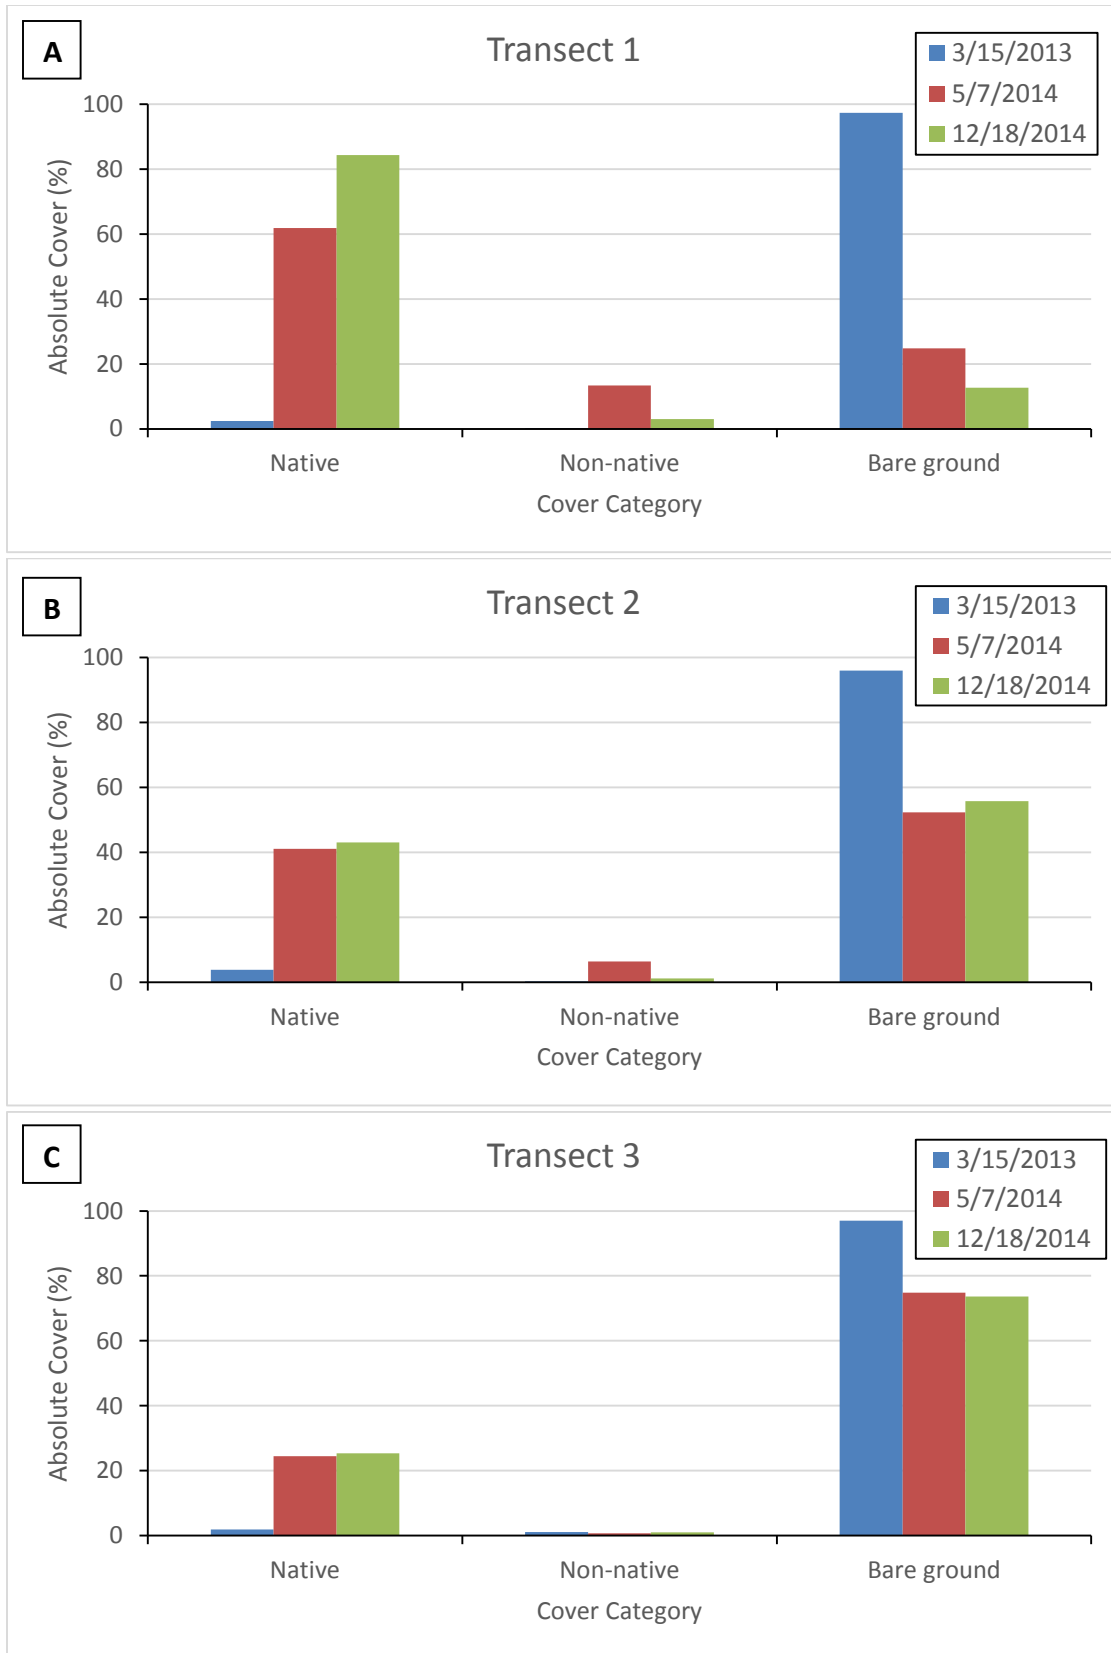 A
Transect 1
3/15/2013
5/7/2014
12/18/2014
Absolute Cover (%)
100
80
60
40
20
0
Native Non-native Bare ground
Cover Category
B
Transect 2
3/15/2013
5/7/2014
12/18/2014
Absolute Cover (%)
100
80
60
40
20
0
Native Non-native Bare ground
Cover Category
C
Transect 3
3/15/2013
5/7/2014
12/18/2014
Absolute Cover (%)
100
80
60
40
20
0
Native Non-native Bare ground
Cover Category